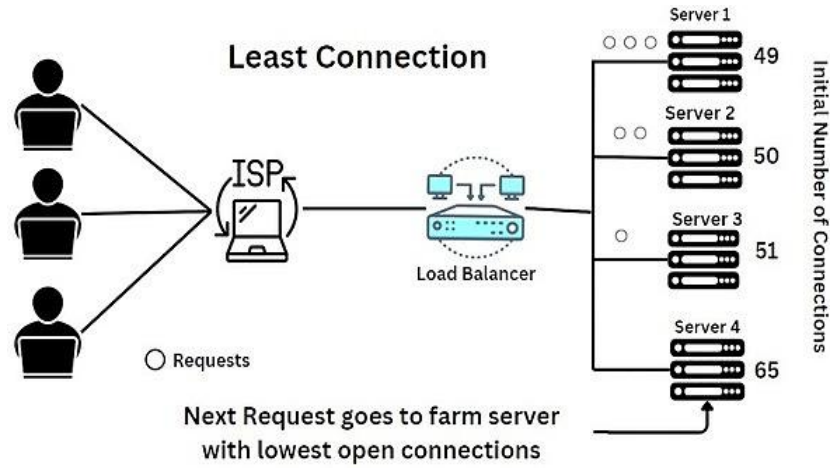 Least Connection
ISP
Load Balancer
Requests
Server 1
49
Server 2
50
Server 3
51
Server 4
65
Initial Number of Connections
Next Request goes to farm server
with lowest open connections